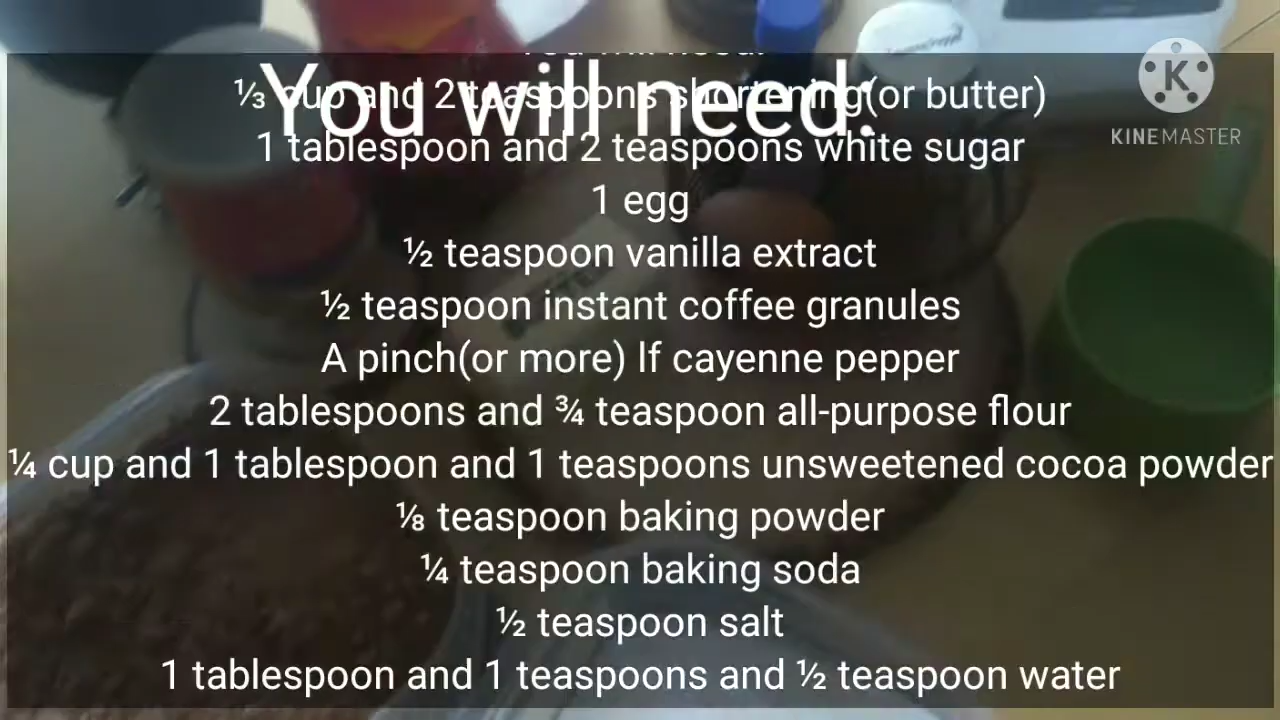 You will need:
You will need:
⅓ cup and 2 teaspoons shortening(or butter)
1 tablespoon and 2 teaspoons white sugar
1 egg
½ teaspoon vanilla extract
½ teaspoon instant coffee granules
A pinch(or more) lf cayenne pepper
2 tablespoons and ¾ teaspoon all-purpose flour
¼ cup and 1 tablespoon and 1 teaspoons unsweetened cocoa powder
⅛ teaspoon baking powder
¼ teaspoon baking soda
½ teaspoon salt
1 tablespoon and 1 teaspoons and ½ teaspoon water
K
KINEMASTER